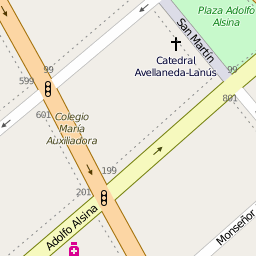 Plaza Adolfo
Alsina
San Martín
Catedral
Avellaneda-Lanús
99
599
99
801
601
Colegio
María
Auxiliadora
199
201
Adolfo Alsina
Monseñor